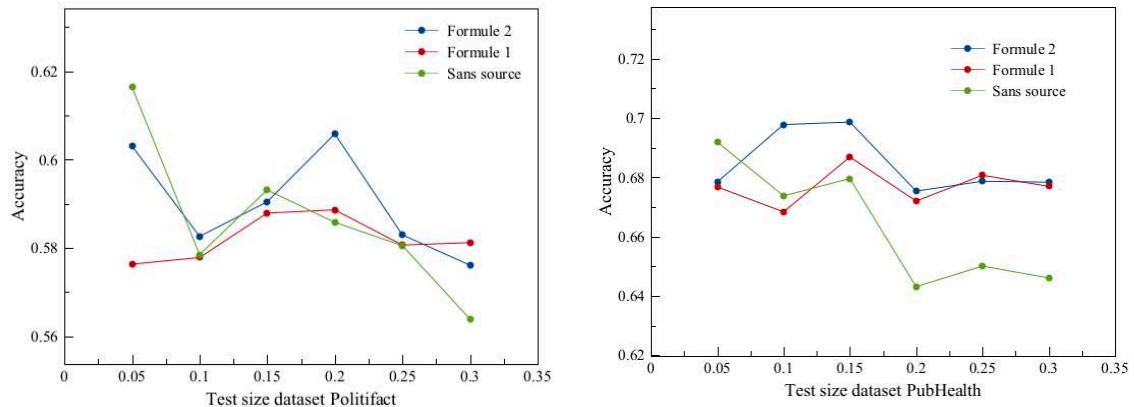 Formule 2
Formule 1
Sans source
0.62
0.6
0.58
0.56
Accuracy
0 0.05 0.1 0.15 0.2 0.25 0.3 0.35
Test size dataset Politifact
Formule 2
Formule 1
Sans source
0.72
0.7
0.68
0.66
0.64
0.62
Accuracy
0 0.05 0.1 0.15 0.2 0.25 0.3 0.35
Test size dataset PubHealth